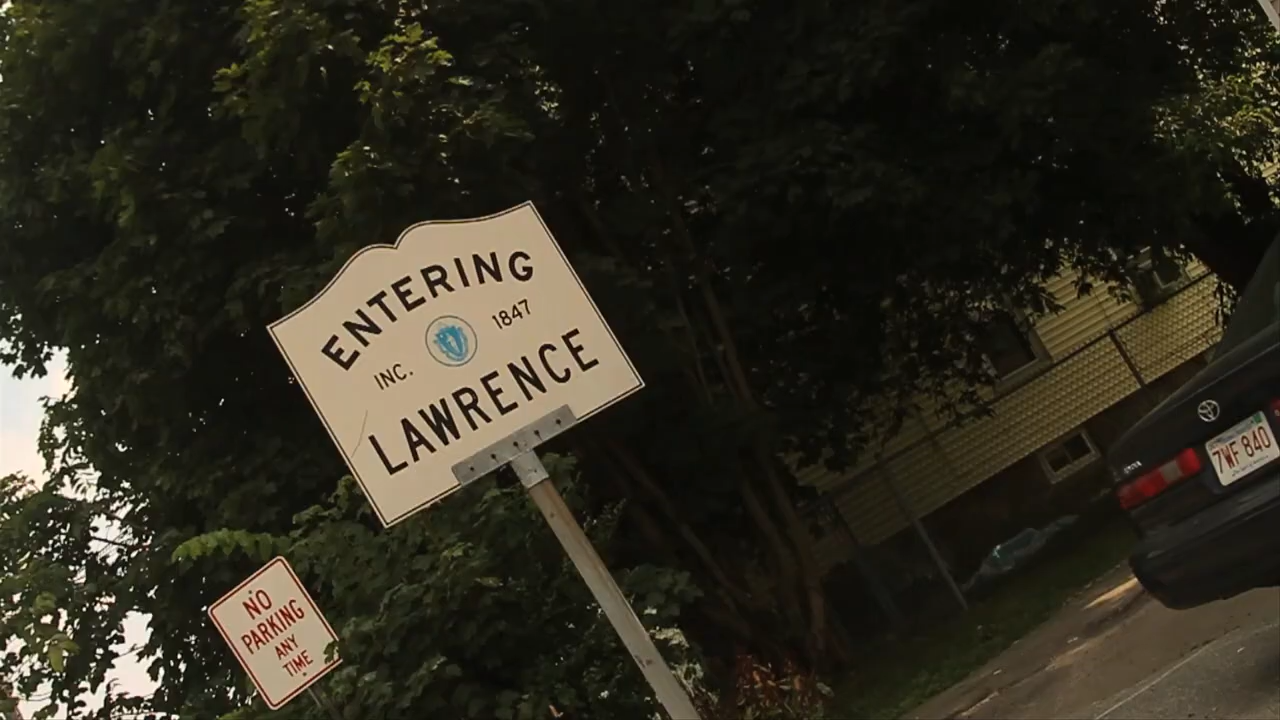 ENTERING
INC. 1847
LAWRENCE
NO
PARKING
ANY
TIME
7WF 840